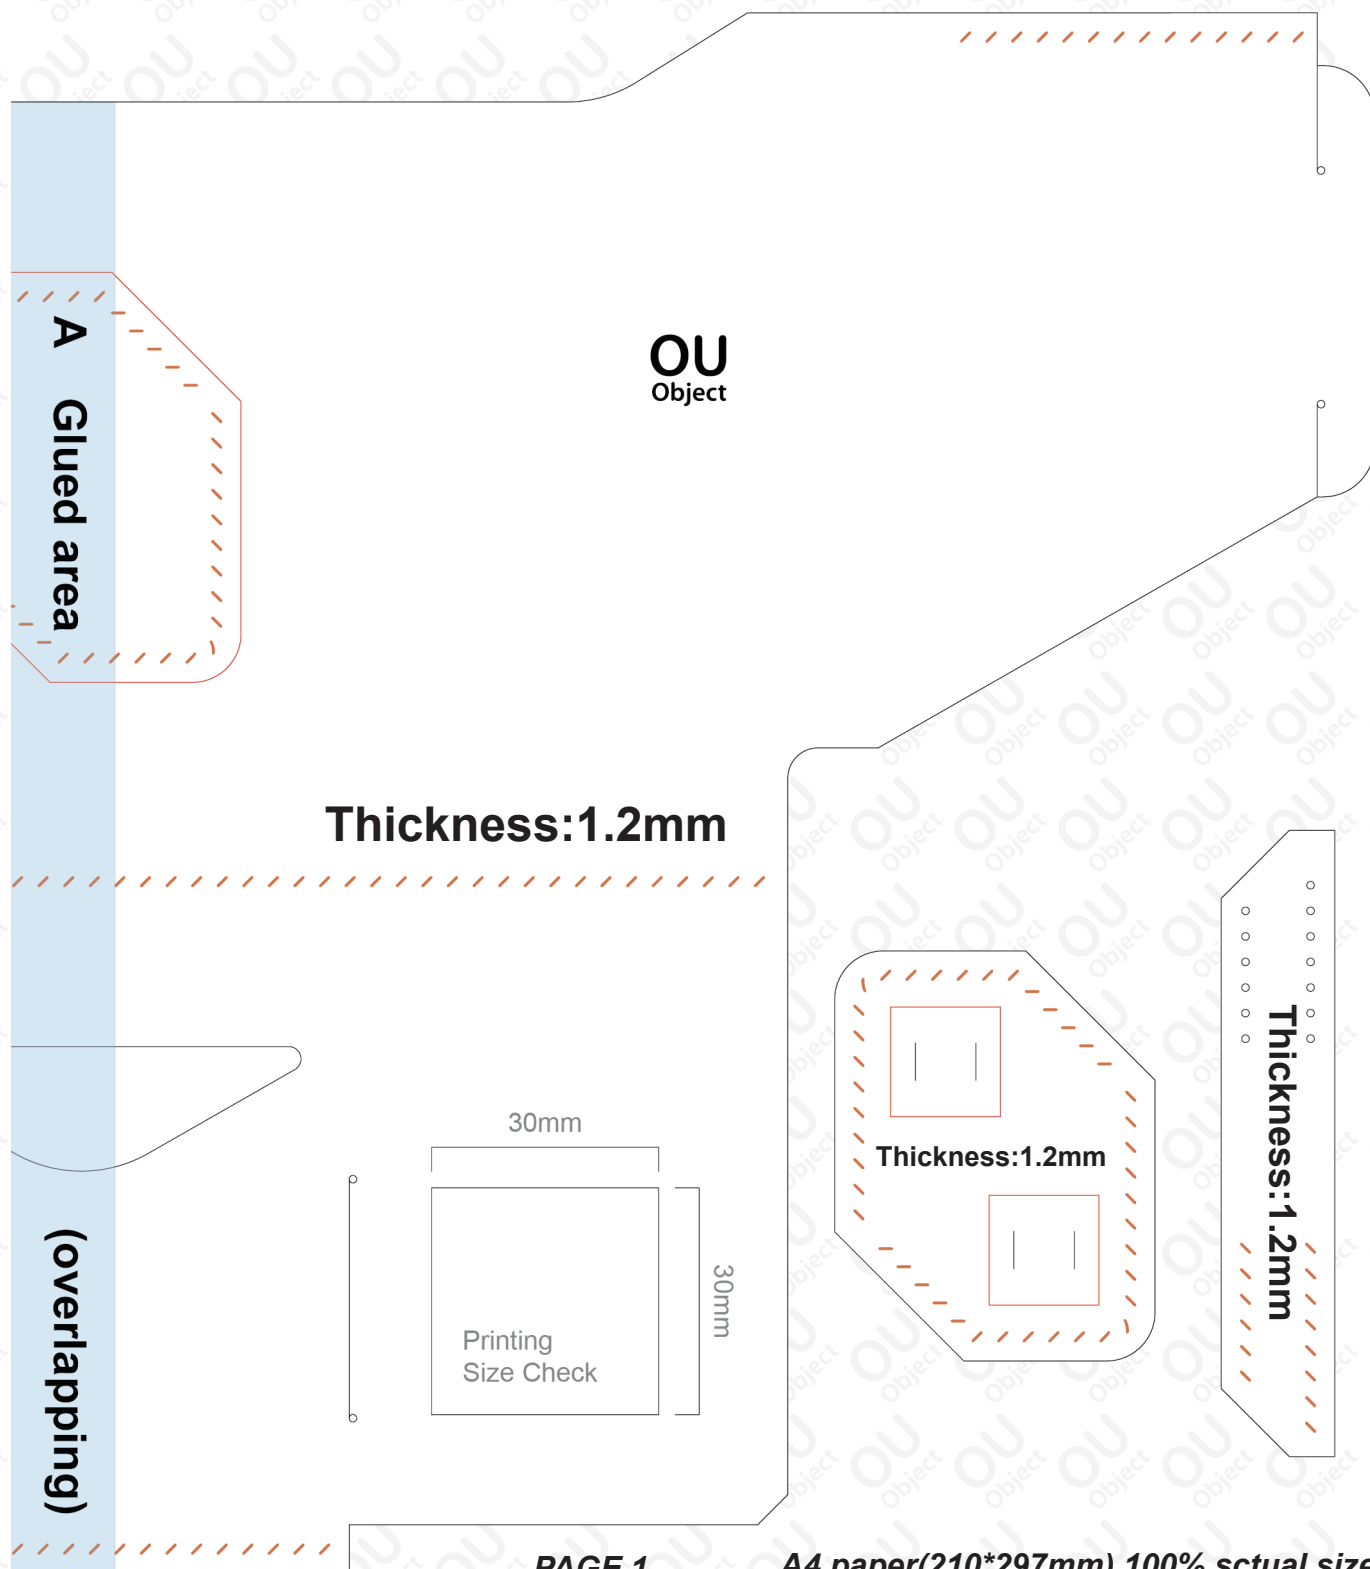 OU
Object
A Glued area
Thickness:1.2mm
30mm
30mm
Printing
Size Check
Thickness:1.2mm
Thickness:1.2mm
(overlapping)
PAGE 1
A4 paper(210*297mm) 100% sctual size